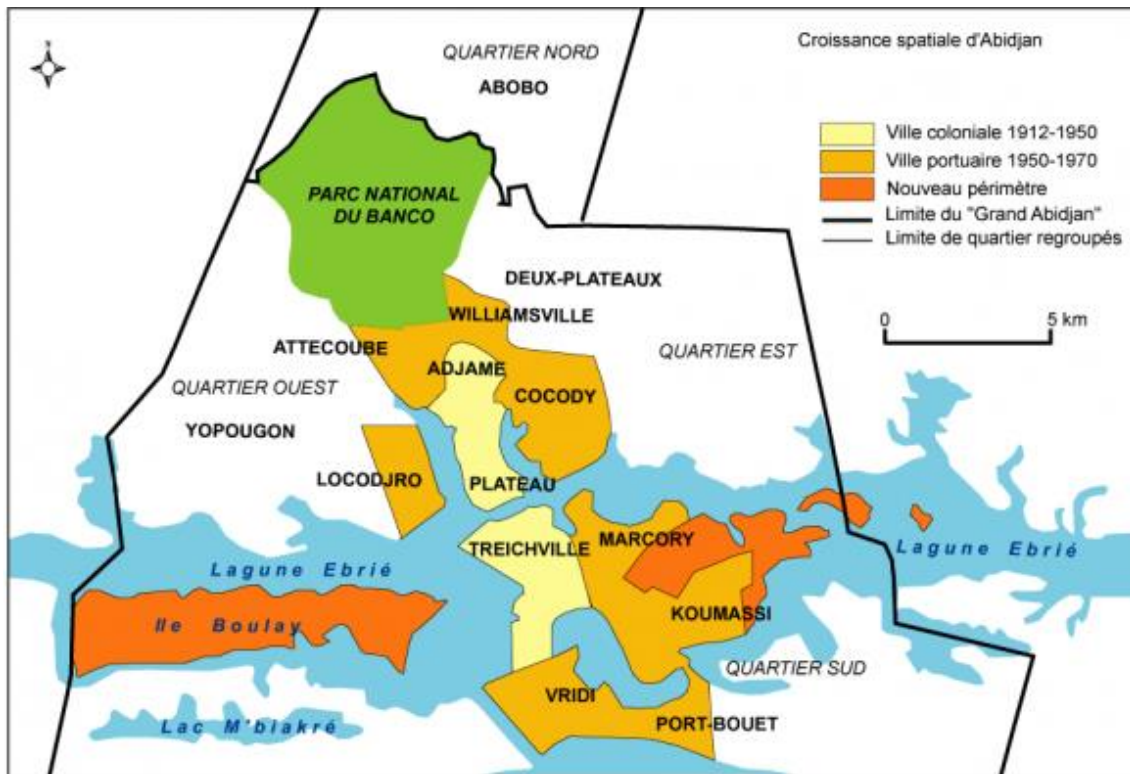 N
Croissance spatiale d'Abidjan
Ville coloniale 1912-1950
Ville portuaire 1950-1970
Nouveau périmètre
Limite du "Grand Abidjan"
Limite de quartier regroupés
0 5 km
QUARTIER NORD
ABOBO
PARC NATIONAL
DU BANCO
DEUX-PLATEAUX
WILLIAMSVILLE
ATTECOUBE
QUARTIER EST
ADJAME
QUARTIER OUEST
COCODY
YOPOUGON
LOCODJRO
PLATEAU
TREICHVILLE
MARCORY
Lagune Ebrié
Lagune Ebrié
Ile Boulay
KOUMASSI
QUARTIER SUD
VRIDI
PORT-BOUET
Lac M'biakré